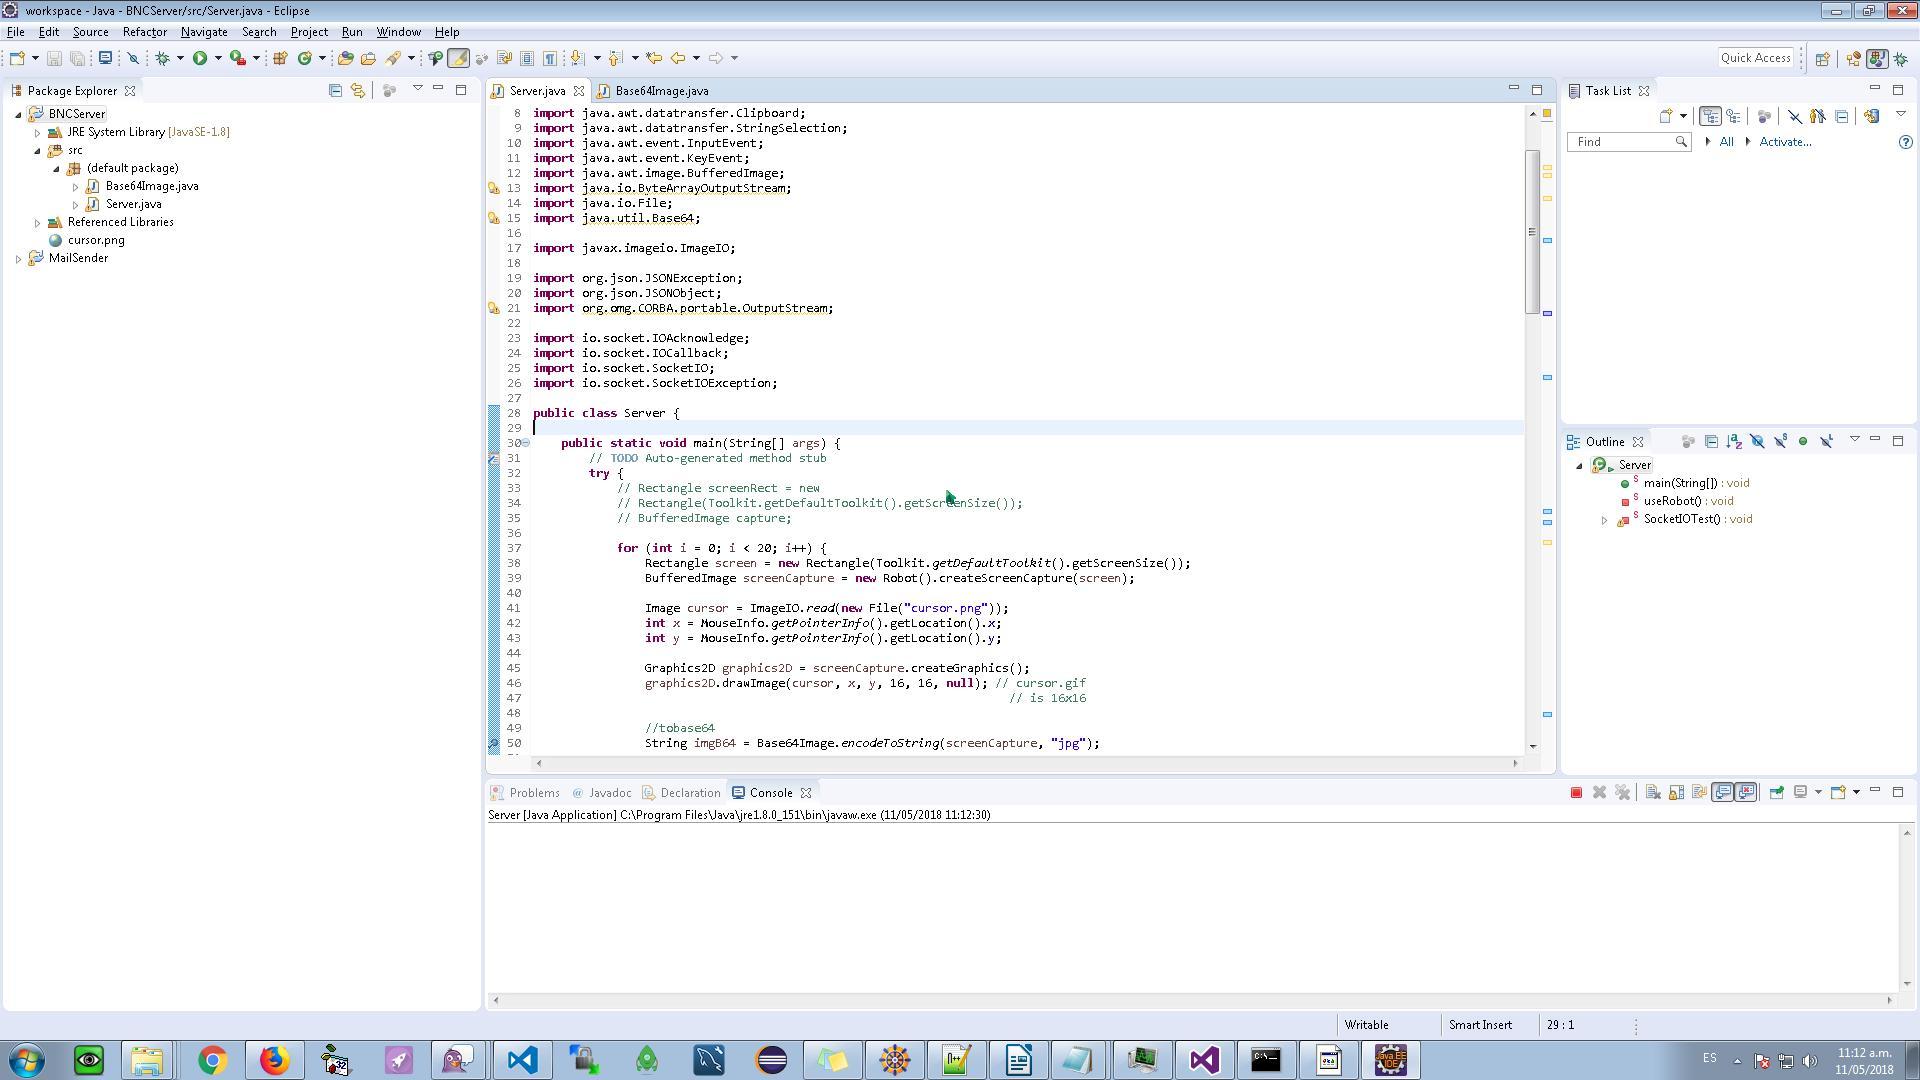 workspace - Java - BNCServer/src/Server.java - Eclipse
File Edit Source Refactor Navigate Search Project Run Window Help
Quick Access
Package Explorer
BNCServer
JRE System Library [JavaSE-1.8]
src
(default package)
Base64Image.java
Server.java
Referenced Libraries
cursor.png
MailSender
Server.java Base64Image.java
8 import java.awt.datatransfer.Clipboard;
9 import java.awt.datatransfer.StringSelection;
10 import java.awt.event.InputEvent;
11 import java.awt.event.KeyEvent;
12 import java.awt.image.BufferedImage;
13 import java.io.ByteArrayOutputStream;
14 import java.io.File;
15 import java.util.Base64;
16
17 import javax.imageio.ImageIO;
18
19 import org.json.JSONException;
20 import org.json.JSONObject;
21 import org.omg.CORBA.portable.OutputStream;
22
23 import io.socket.IOAcknowledge;
24 import io.socket.IOCallback;
25 import io.socket.SocketIO;
26 import io.socket.SocketIOException;
27
28 public class Server {
29
30 public static void main(String[] args) {
31 // TODO Auto-generated method stub
32 try {
33 // Rectangle screenRect = new
34 // Rectangle(Toolkit.getDefaultToolkit().getScreenSize());
35 // BufferedImage capture;
36
37 for (int i = 0; i < 20; i++) {
38 Rectangle screen = new Rectangle(Toolkit.getDefaultToolkit().getScreenSize());
39 BufferedImage screenCapture = new Robot().createScreenCapture(screen);
40
41 Image cursor = ImageIO.read(new File("cursor.png"));
42 int x = MouseInfo.getPointerInfo().getLocation().x;
43 int y = MouseInfo.getPointerInfo().getLocation().y;
44
45 Graphics2D graphics2D = screenCapture.createGraphics();
46 graphics2D.drawImage(cursor, x, y, 16, 16, null); // cursor.gif
47 // is 16x16
48
49 //tobase64
50 String imgB64 = Base64Image.encodeToString(screenCapture, "jpg");
Task List
Find All Activate...
Outline
Server
main(String[]) : void
useRobot() : void
SocketIOTest() : void
Problems @ Javadoc Declaration Console
Server [Java Application] C:\Program Files\Java\jre1.8.0_151\bin\javaw.exe (11/05/2018 11:12:30)
Writable Smart Insert 29 : 1
ES
11:12 a.m.
11/05/2018